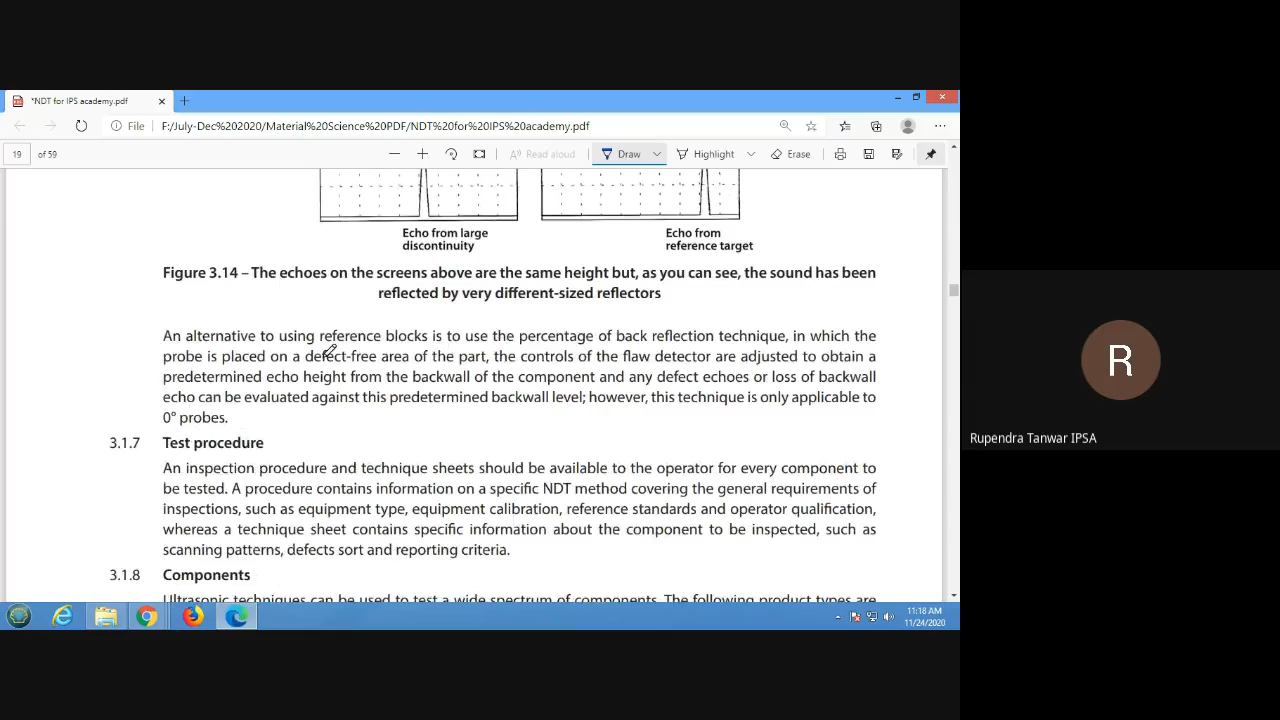 *NDT for IPS academy.pdf
File F:/July-Dec%202020/Material%20Science%20PDF/NDT%20for%20IPS%20academy.pdf
19 of 59 Read aloud Draw Highlight Erase
Echo from large
discontinuity
Echo from
reference target
Figure 3.14 – The echoes on the screens above are the same height but, as you can see, the sound has been
reflected by very different-sized reflectors
An alternative to using reference blocks is to use the percentage of back reflection technique, in which the
probe is placed on a defect-free area of the part, the controls of the flaw detector are adjusted to obtain a
predetermined echo height from the backwall of the component and any defect echoes or loss of backwall
echo can be evaluated against this predetermined backwall level; however, this technique is only applicable to
0° probes.
3.1.7 Test procedure
An inspection procedure and technique sheets should be available to the operator for every component to
be tested. A procedure contains information on a specific NDT method covering the general requirements of
inspections, such as equipment type, equipment calibration, reference standards and operator qualification,
whereas a technique sheet contains specific information about the component to be inspected, such as
scanning patterns, defects sort and reporting criteria.
3.1.8 Components
Ultrasonic techniques can be used to test a wide spectrum of components. The following product types are
11:18 AM
11/24/2020
R
Rupendra Tanwar IPSA